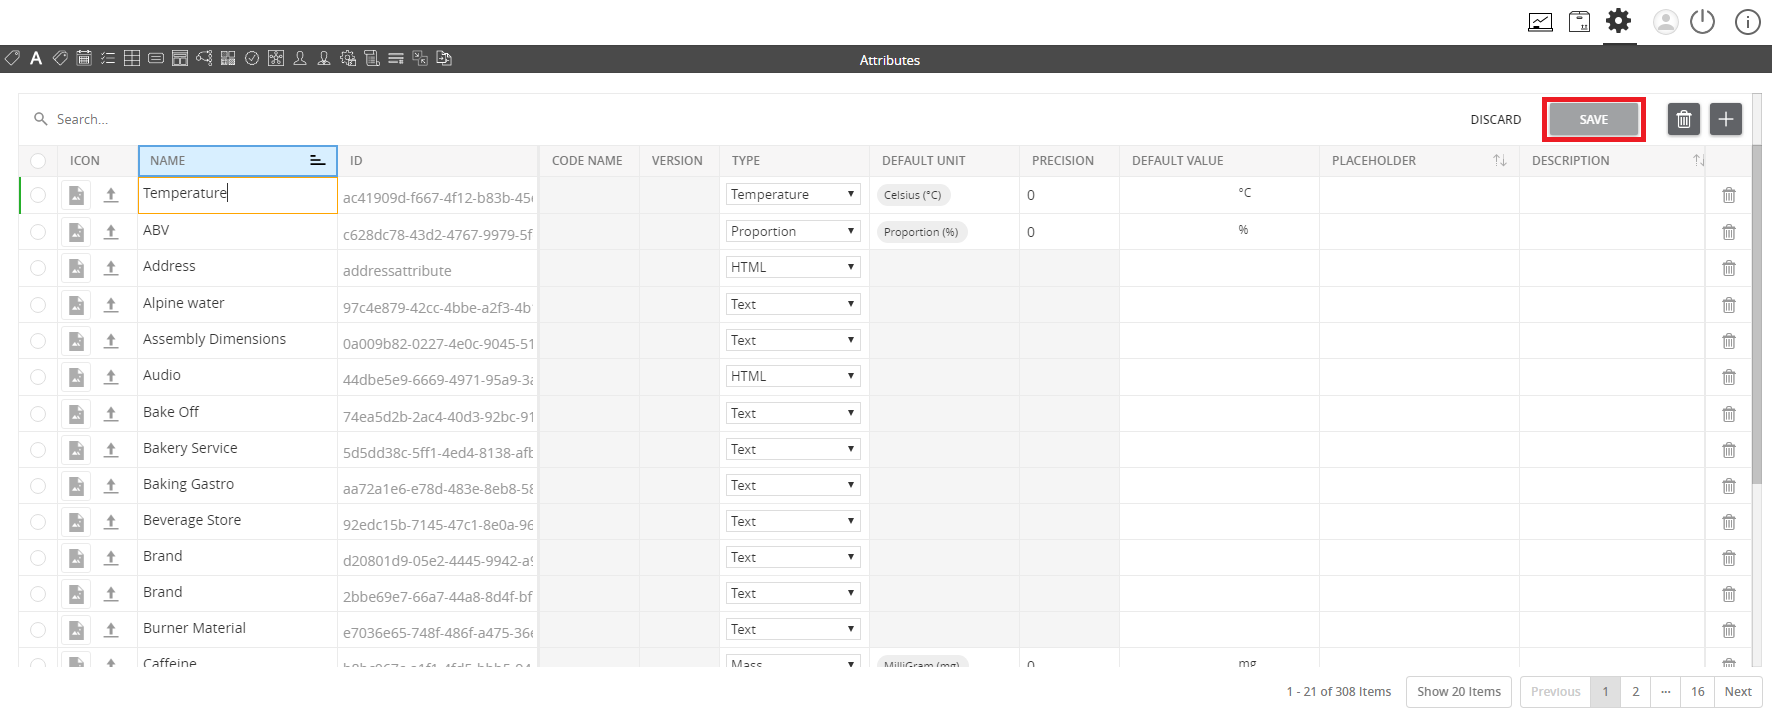 Attributes
Search...
DISCARD
SAVE
ICON NAME ID CODE NAME VERSION TYPE DEFAULT UNIT PRECISION DEFAULT VALUE PLACEHOLDER DESCRIPTION
Temperature ac41909d-f667-4f12-b83b-45 Temperature Celsius (°C) 0 °C
ABV c628dc78-43d2-4767-9979-5f Proportion Proportion (%) 0 %
Address addressattribute HTML
Alpine water 97c4e879-42cc-4bbe-a2f3-4b Text
Assembly Dimensions 0a009b82-0227-4e0c-9045-51 Text
Audio 44dbe5e9-6669-4971-95a9-3a HTML
Bake Off 74ea5d2b-2ac4-40d3-92bc-91 Text
Bakery Service 5d5dd38c-5ff1-4ed4-8138-afb Text
Baking Gastro aa72a1e6-e78d-483e-8eb8-58 Text
Beverage Store 92edc15b-7145-47c1-8e0a-96 Text
Brand d20801d9-05e2-4445-9942-a9 Text
Brand 2bbe69e7-66a7-44a8-8d4f-bf Text
Burner Material e7036e65-748f-486f-a475-36 Text
Caffeine Mass MilliGram (mg) 0 mg
1 - 21 of 308 Items Show 20 Items Previous 1 2 ... 16 Next